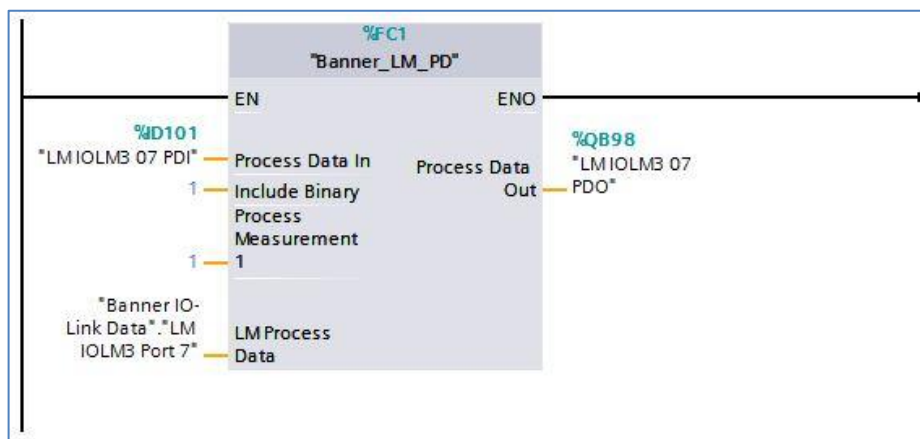 %FC1
"Banner_LM_PD"
EN
ENO
%ID101
"LM IOLM3 07 PDI"
Process Data In
1
Include Binary
Process
Measurement
1
1
"Banner IO-
Link Data"."LM
IOLM3 Port 7"
LM Process
Data
Process Data
Out
%QB98
"LM IOLM3 07
PDO"